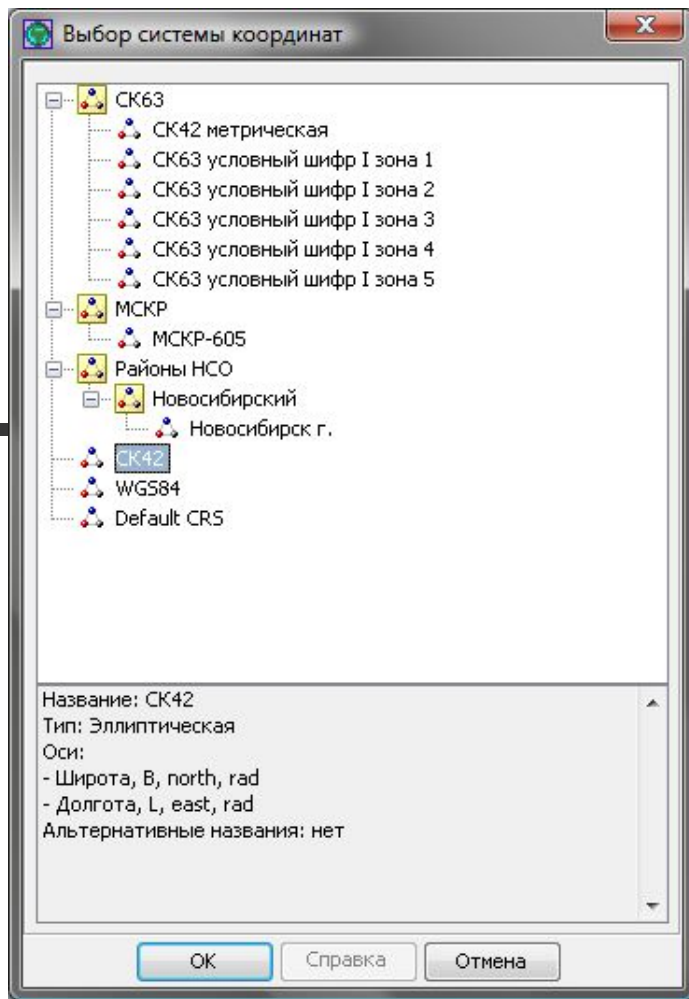 Выбор системы координат
СК63
СК42 метрическая
СК63 условный шифр I зона 1
СК63 условный шифр I зона 2
СК63 условный шифр I зона 3
СК63 условный шифр I зона 4
СК63 условный шифр I зона 5
МСКР
МСКР-605
Районы НСО
Новосибирский
Новосибирск г.
СК42
WGS84
Default CRS
Название: СК42
Тип: Эллиптическая
Оси:
- Широта, B, north, rad
- Долгота, L, east, rad
Альтернативные названия: нет
ОК Справка Отмена